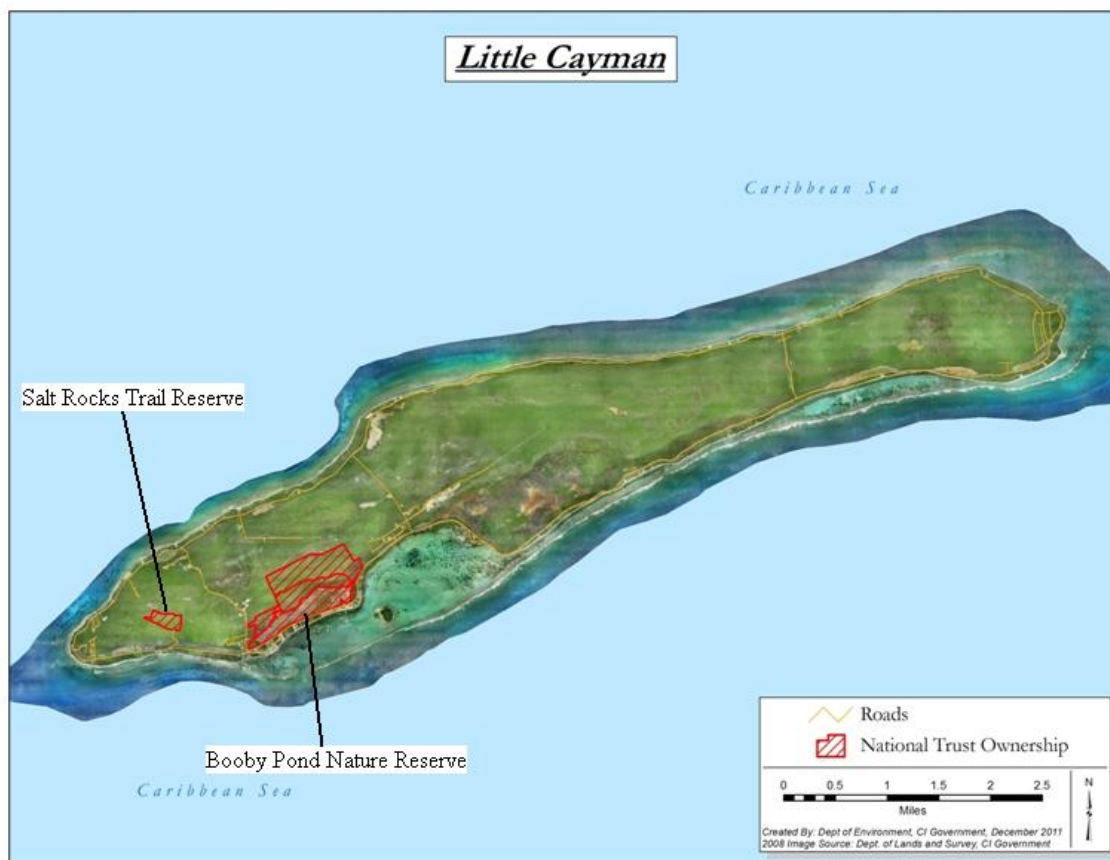 Little Cayman
Caribbean Sea
Salt Rocks Trail Reserve
Booby Pond Nature Reserve
Caribbean Sea
Roads
National Trust Ownership
0 0.5 1 1.5 2 2.5
Miles
N
Created By: Dept of Environment, CI Government, December 2011
2008 Image Source: Dept. of Lands and Survey, CI Government